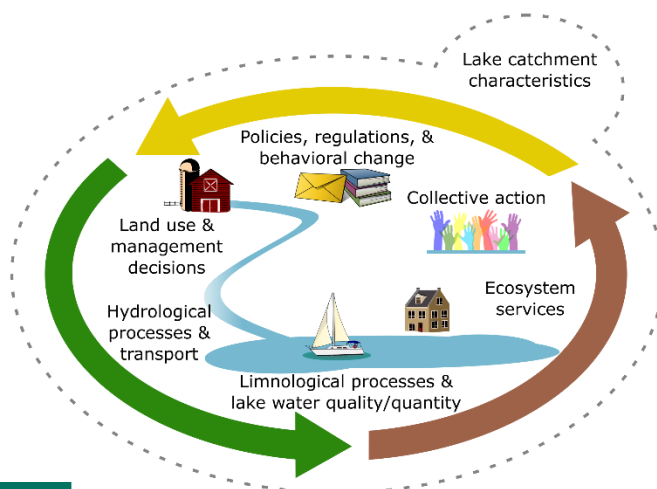 Lake catchment
characteristics
Policies, regulations, &
behavioral change
Collective action
Land use &
management
decisions
Ecosystem
services
Hydrological
processes &
transport
Limnological processes &
lake water quality/quantity